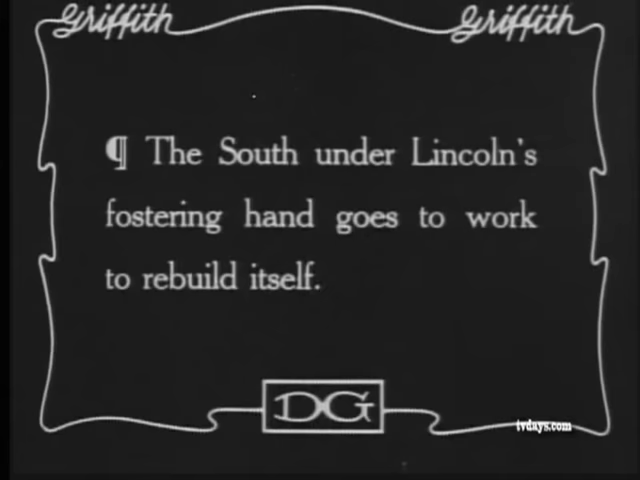 Griffith Griffith
¶ The South under Lincoln's
fostering hand goes to work
to rebuild itself.
DG
tvdays.com